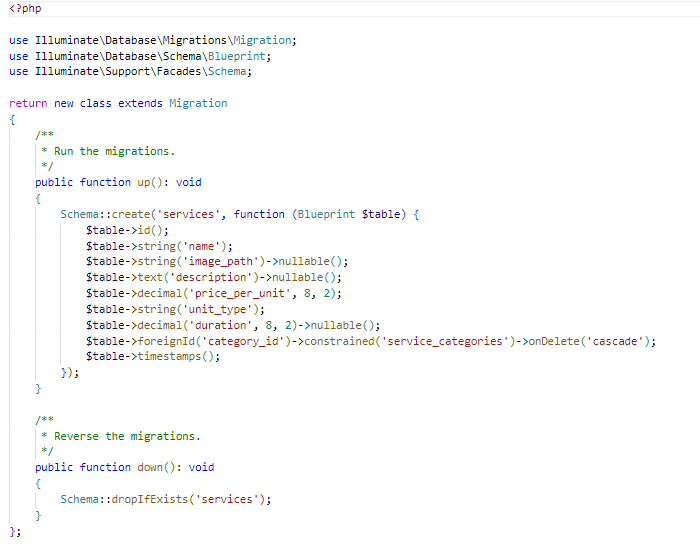 <?php
use Illuminate\Database\Migrations\Migration;
use Illuminate\Database\Schema\Blueprint;
use Illuminate\Support\Facades\Schema;
return new class extends Migration
{
    /**
     * Run the migrations.
     */
    public function up(): void
    {
        Schema::create('services', function (Blueprint $table) {
            $table->id();
            $table->string('name');
            $table->string('image_path')->nullable();
            $table->text('description')->nullable();
            $table->decimal('price_per_unit', 8, 2);
            $table->string('unit_type');
            $table->decimal('duration', 8, 2)->nullable();
            $table->foreignId('category_id')->constrained('service_categories')->onDelete('cascade');
            $table->timestamps();
        });
    }
    /**
     * Reverse the migrations.
     */
    public function down(): void
    {
        Schema::dropIfExists('services');
    }
};